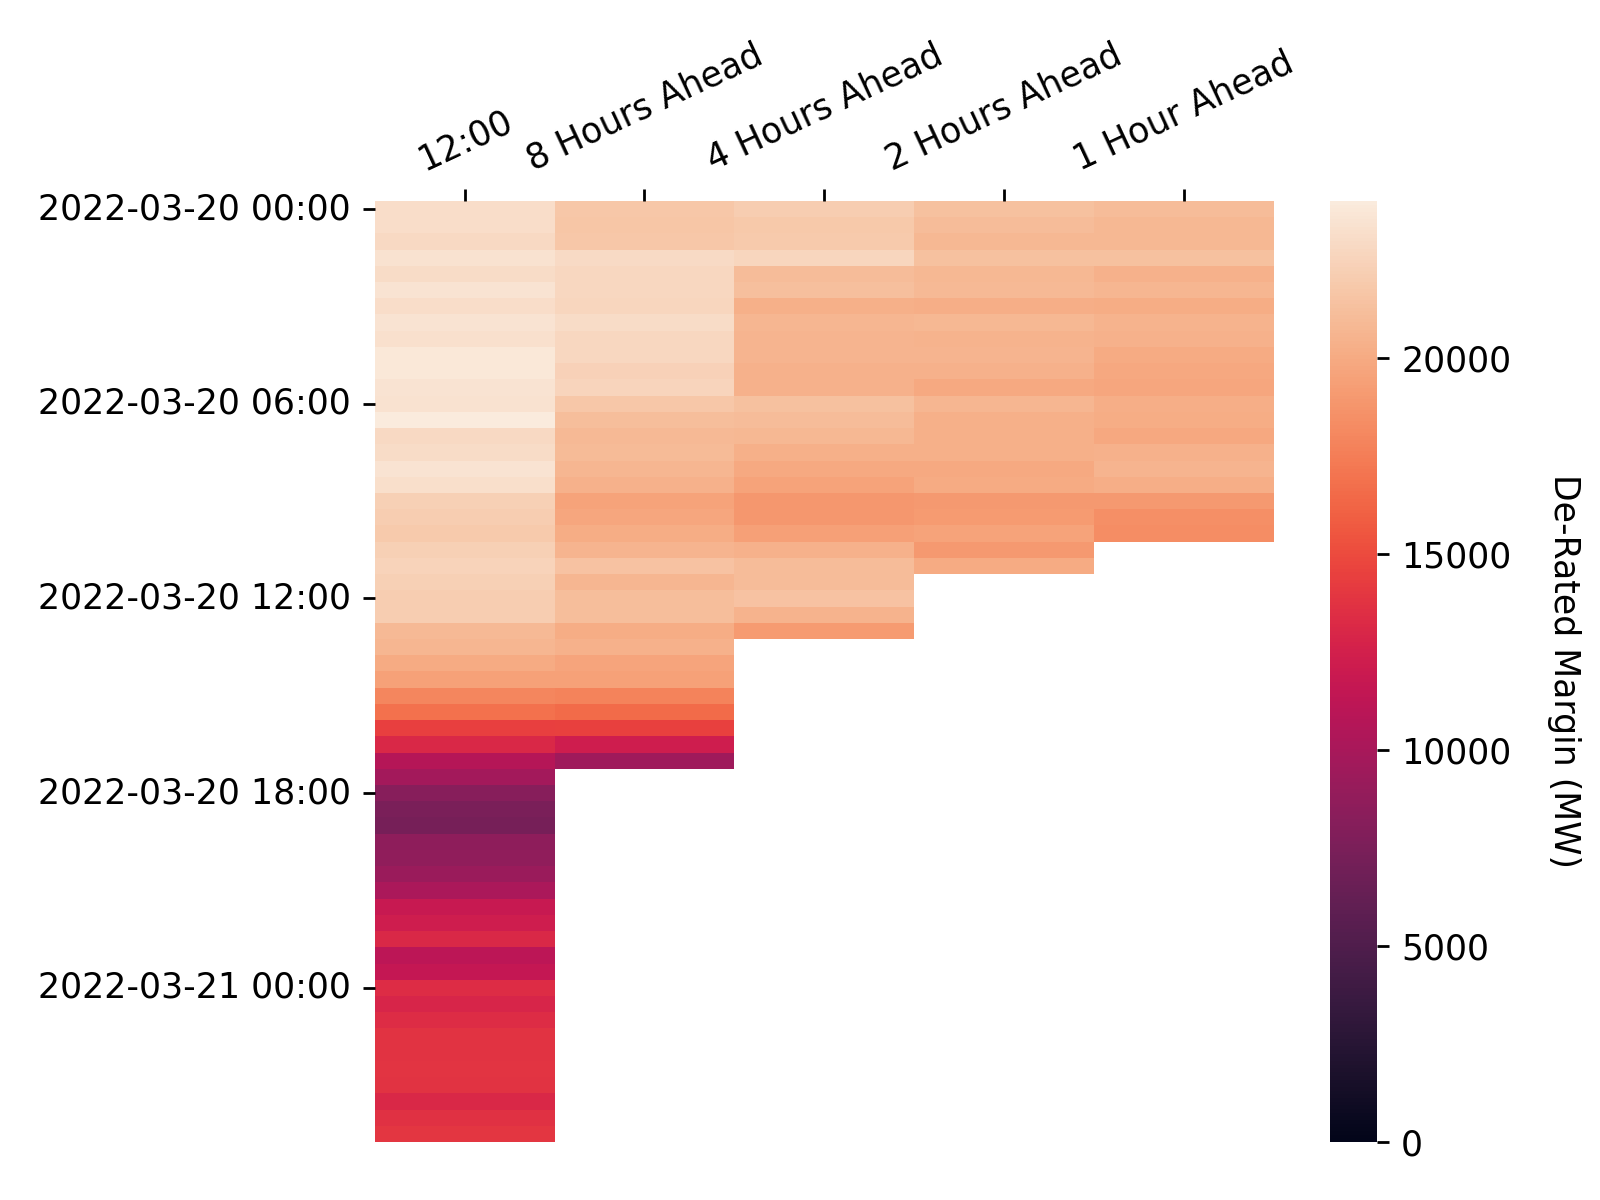 12:00
8 Hours Ahead
4 Hours Ahead
2 Hours Ahead
1 Hour Ahead
2022-03-20 00:00
2022-03-20 06:00
2022-03-20 12:00
2022-03-20 18:00
2022-03-21 00:00
20000
15000
10000
5000
0
De-Rated Margin (MW)